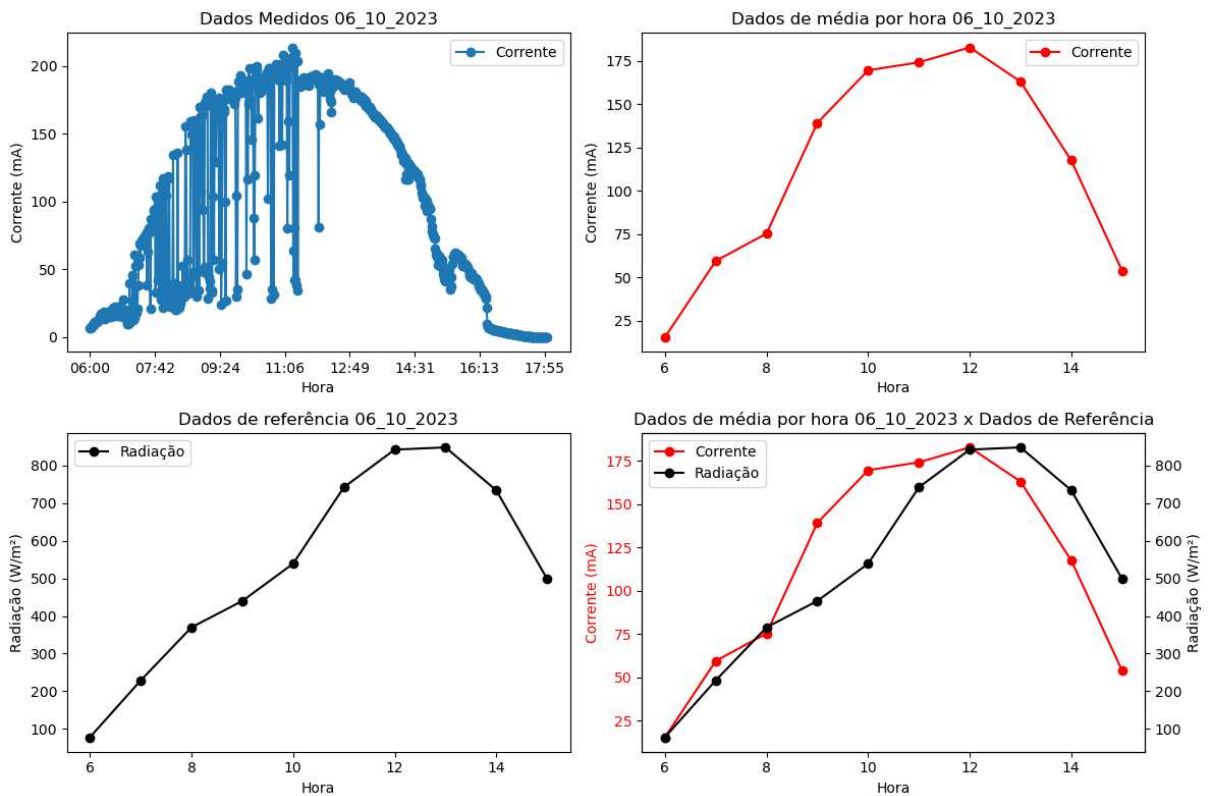 Dados Medidos 06_10_2023
Corrente (mA)
200
150
100
50
0
Corrente
06:00 07:42 09:24 11:06 12:49 14:31 16:13 17:55
Hora
Dados de média por hora 06_10_2023
Corrente (mA)
175
150
125
100
75
50
25
Corrente
6 8 10 12 14
Hora
Dados de referência 06_10_2023
Radiação (W/m²)
800
700
600
500
400
300
200
100
Radiação
6 8 10 12 14
Hora
Dados de média por hora 06_10_2023 x Dados de Referência
Corrente (mA)
175
150
125
100
75
50
25
Corrente
Radiação
800
700
600
500
400
300
200
100
Radiação (W/m²)
6 8 10 12 14
Hora